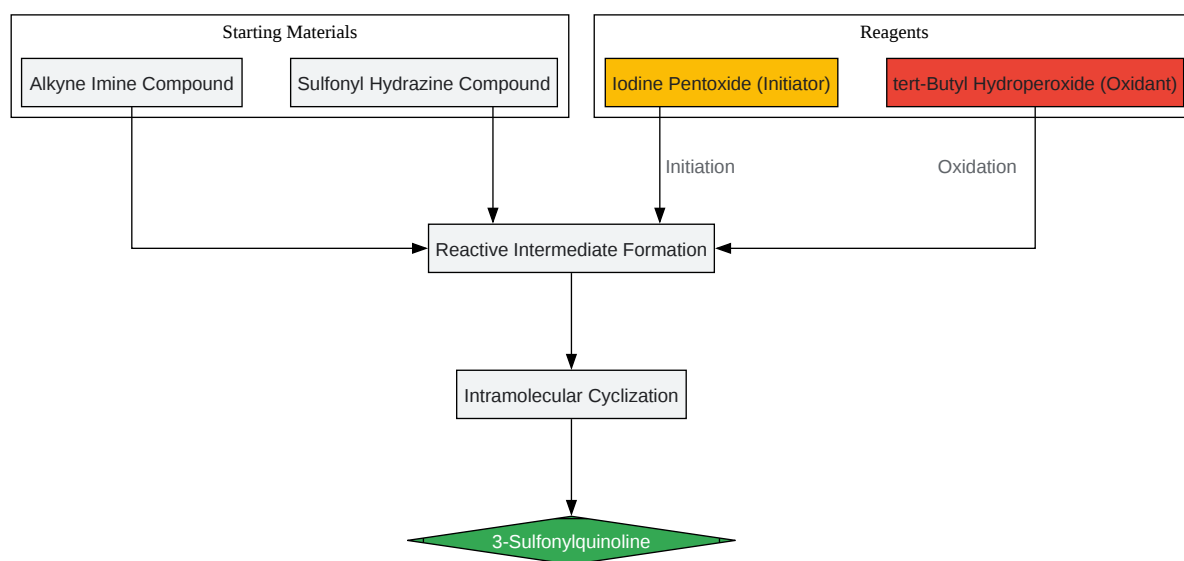 Starting Materials
Reagents
Alkyne Imine Compound
Sulfonyl Hydrazine Compound
Iodine Pentoxide (Initiator)
tert-Butyl Hydroperoxide (Oxidant)
Initiation
Oxidation
Reactive Intermediate Formation
Intramolecular Cyclization
3-Sulfonylquinoline